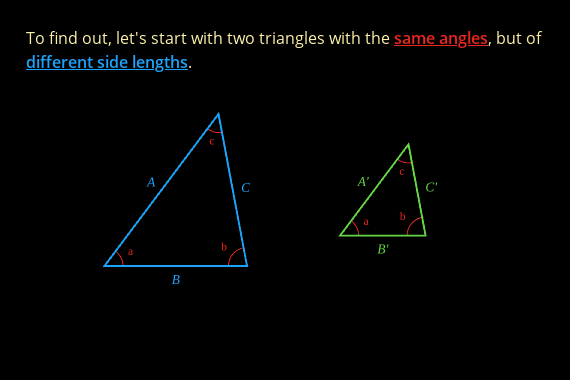 To find out, let's start with two triangles with the same angles, but of
different side lengths.
c
A
C
a
b
B
c
A'
C'
a
b
B'